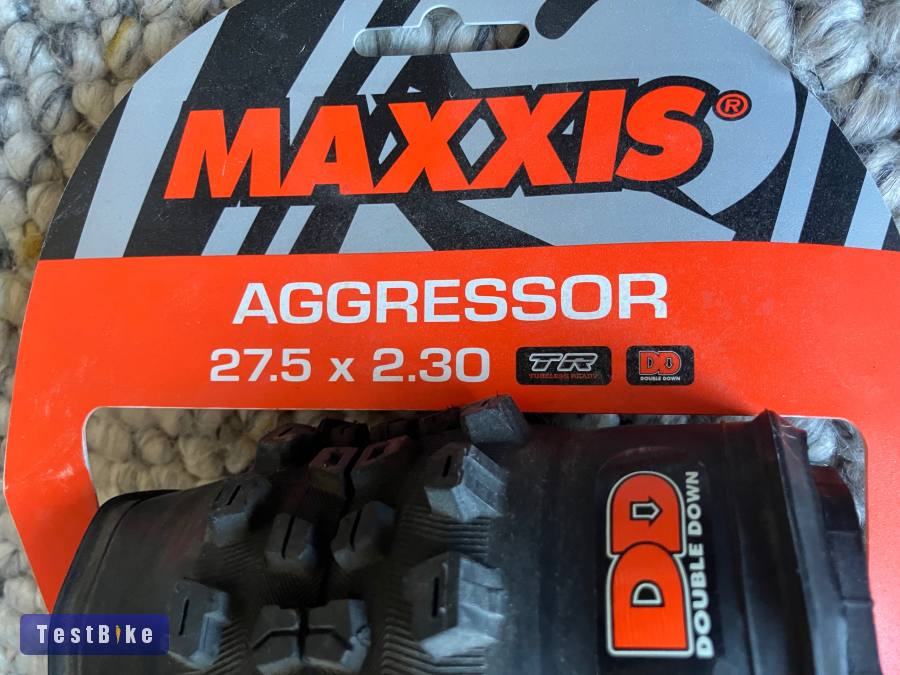 MAXXIS®
AGGRESSOR
27.5 x 2.30
TR
TUBELESS READY
DD
DOUBLE DOWN
DD
DOUBLE DOWN
TestBike